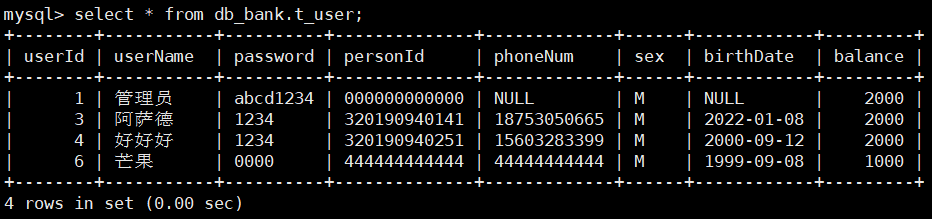 mysql> select * from db_bank.t_user;
+--------+-----------+----------+--------------+-------------+------+------------+---------+
| userId | userName | password | personId | phoneNum | sex | birthDate | balance |
+--------+-----------+----------+--------------+-------------+------+------------+---------+
| 1 | 管理员 | abcd1234 | 000000000000 | NULL | M | NULL | 2000 |
| 3 | 阿萨德 | 1234 | 320190940141 | 18753050665 | M | 2022-01-08 | 2000 |
| 4 | 好好好 | 1234 | 320190940251 | 15603283399 | M | 2000-09-12 | 2000 |
| 6 | 芒果 | 0000 | 444444444444 | 44444444444 | M | 1999-09-08 | 1000 |
+--------+-----------+----------+--------------+-------------+------+------------+---------+
4 rows in set (0.00 sec)